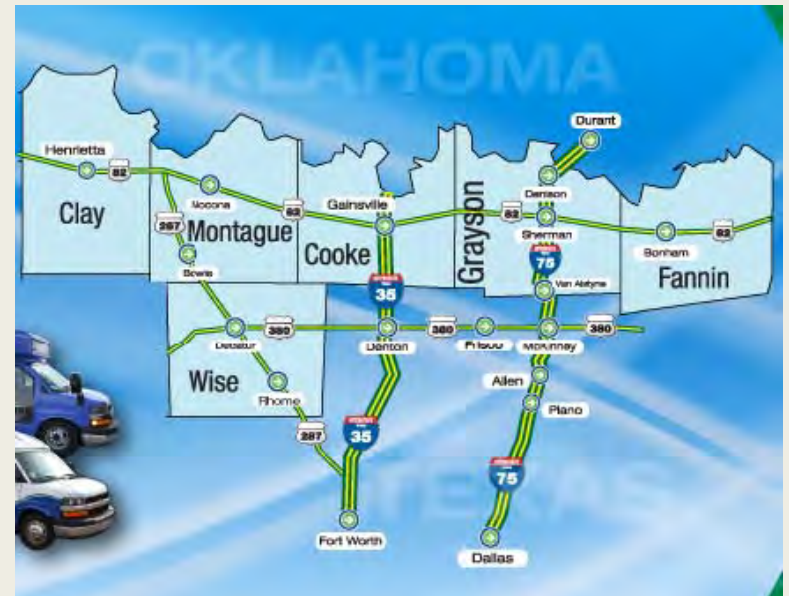 OKLAHOMA
Durant
Henrietta
82
Denison
Nocona
Clay
Gainsville
82
82
Grayson
Sherman
Montague
287
Cooke
Bonham
82
75
Bowie
Fannin
35
Van Alstyne
380
Denton
380
Frisco
McKinney
380
Decatur
Wise
Allen
Rhome
Plano
287
35
75
TEXAS
Fort Worth
Dallas